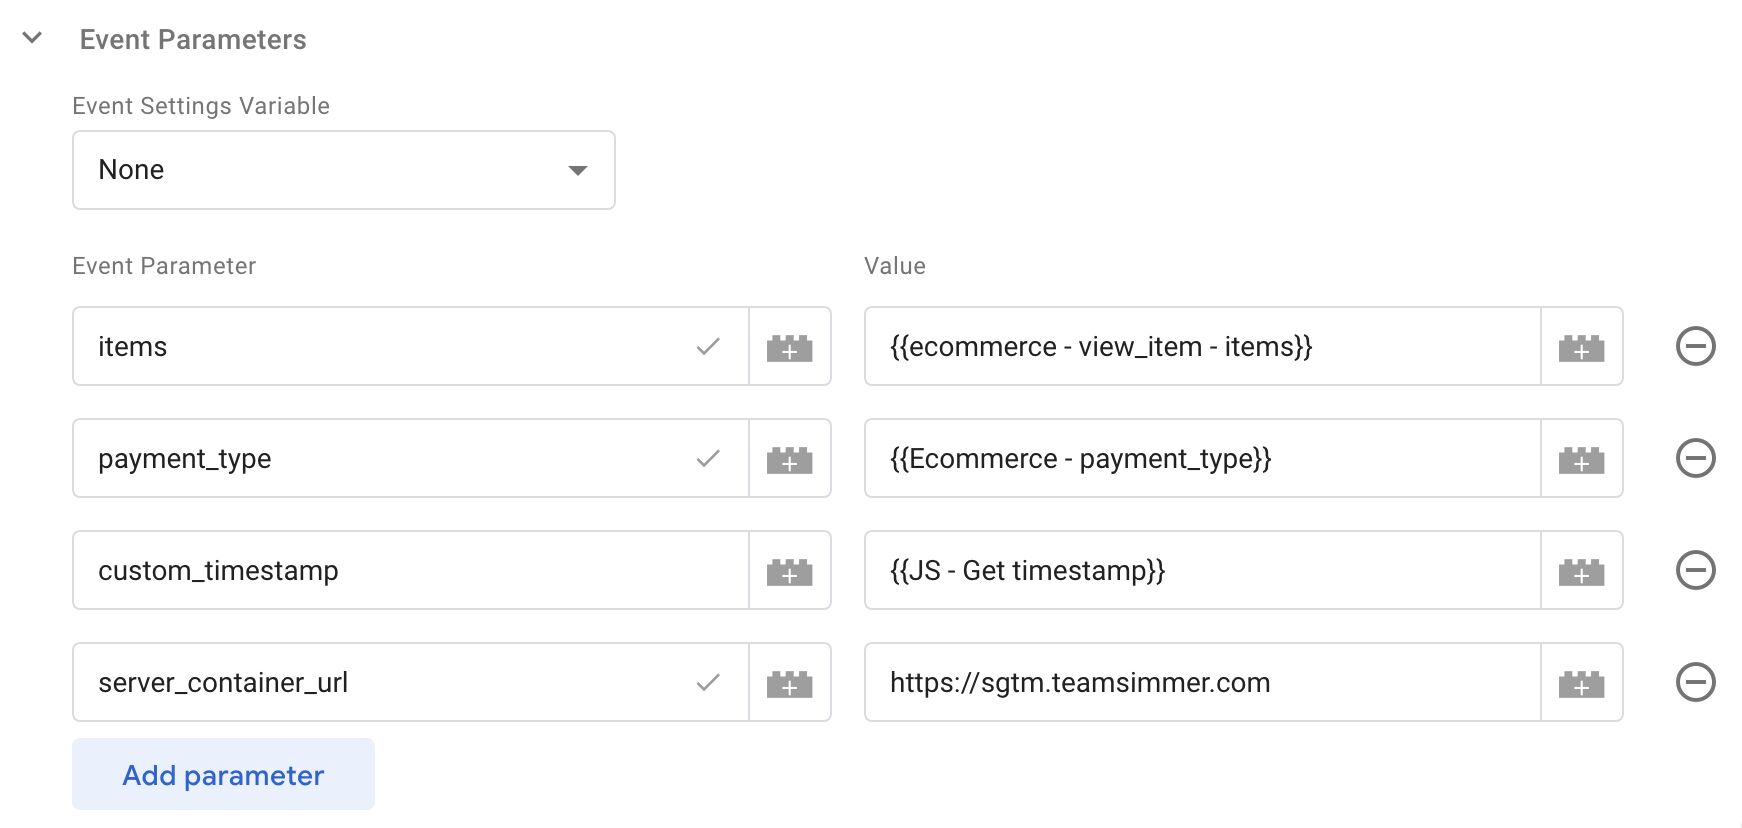 Event Parameters
Event Settings Variable
None
Event Parameter Value
items {{ecommerce - view_item - items}}
payment_type {{Ecommerce - payment_type}}
custom_timestamp {{JS - Get timestamp}}
server_container_url https://sgtm.teamsimmer.com
Add parameter